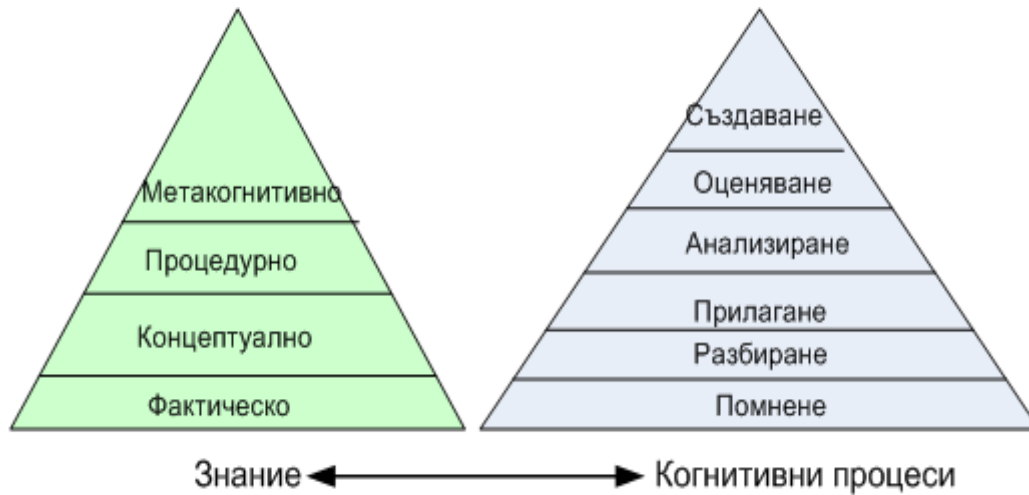 Метакогнитивно
Процедурно
Концептуално
Фактическо
Създаване
Оценяване
Анализиране
Прилагане
Разбиране
Помнене
Знание
Когнитивни процеси